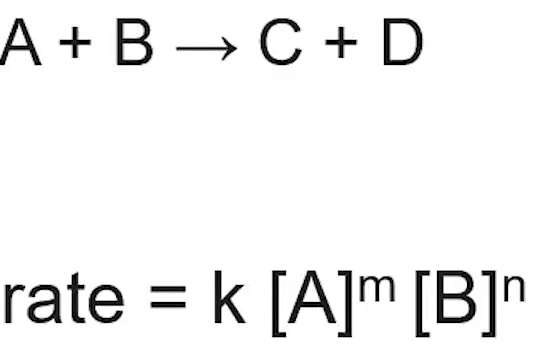 A + B → C + D
rate = k [A]ᵐ [B]ⁿ